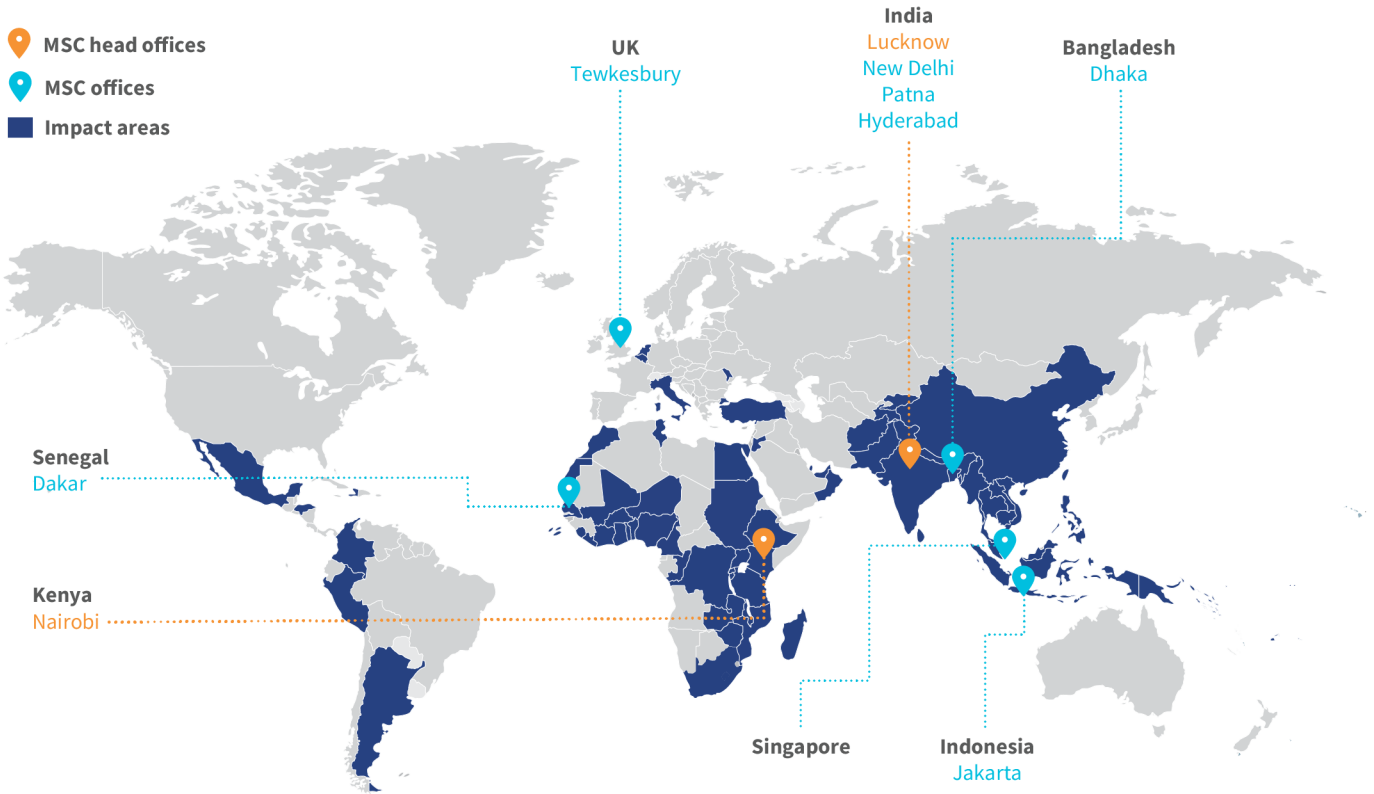 MSC head offices
MSC offices
Impact areas
UK
Tewkesbury
India
Lucknow
New Delhi
Patna
Hyderabad
Bangladesh
Dhaka
Senegal
Dakar
Kenya
Nairobi
Singapore
Indonesia
Jakarta